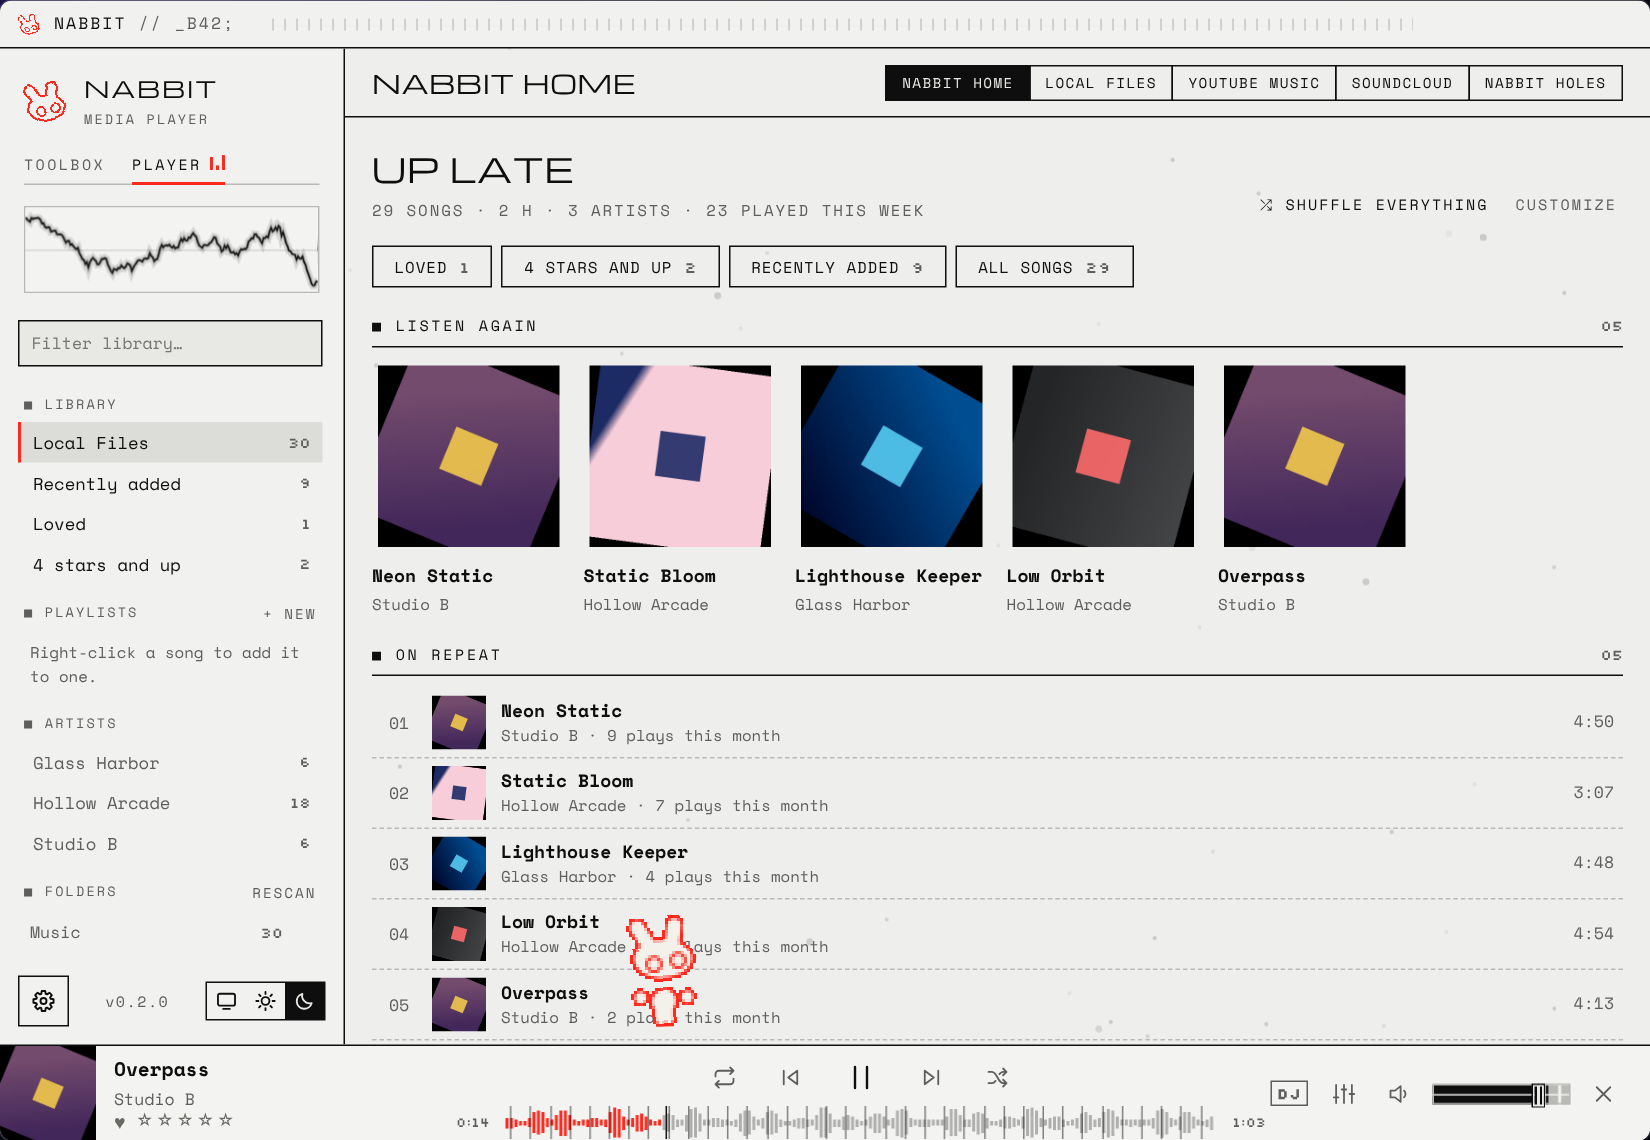 NABBIT // _B42;
NABBIT
MEDIA PLAYER
TOOLBOX PLAYER
Filter library…
LIBRARY
Local Files 30
Recently added 9
Loved 1
4 stars and up 2
PLAYLISTS + NEW
Right-click a song to add it
to one.
ARTISTS
Glass Harbor 6
Hollow Arcade 18
Studio B 6
FOLDERS RESCAN
Music 30
v0.2.0
NABBIT HOME
NABBIT HOME LOCAL FILES YOUTUBE MUSIC SOUNDCLOUD NABBIT HOLES
UP LATE
29 SONGS · 2 H · 3 ARTISTS · 23 PLAYED THIS WEEK
SHUFFLE EVERYTHING CUSTOMIZE
LOVED 1 4 STARS AND UP 2 RECENTLY ADDED 9 ALL SONGS 29
LISTEN AGAIN 05
Neon Static Static Bloom Lighthouse Keeper Low Orbit Overpass
Studio B Hollow Arcade Glass Harbor Hollow Arcade Studio B
ON REPEAT 05
01 Neon Static 4:50
Studio B · 9 plays this month
02 Static Bloom 3:07
Hollow Arcade · 7 plays this month
03 Lighthouse Keeper 4:48
Glass Harbor · 4 plays this month
04 Low Orbit 4:54
Hollow Arcade this month
05 Overpass 4:13
Studio B · 2 this month
Overpass
Studio B
♥ ☆☆☆☆☆
0:14 1:03
DJ